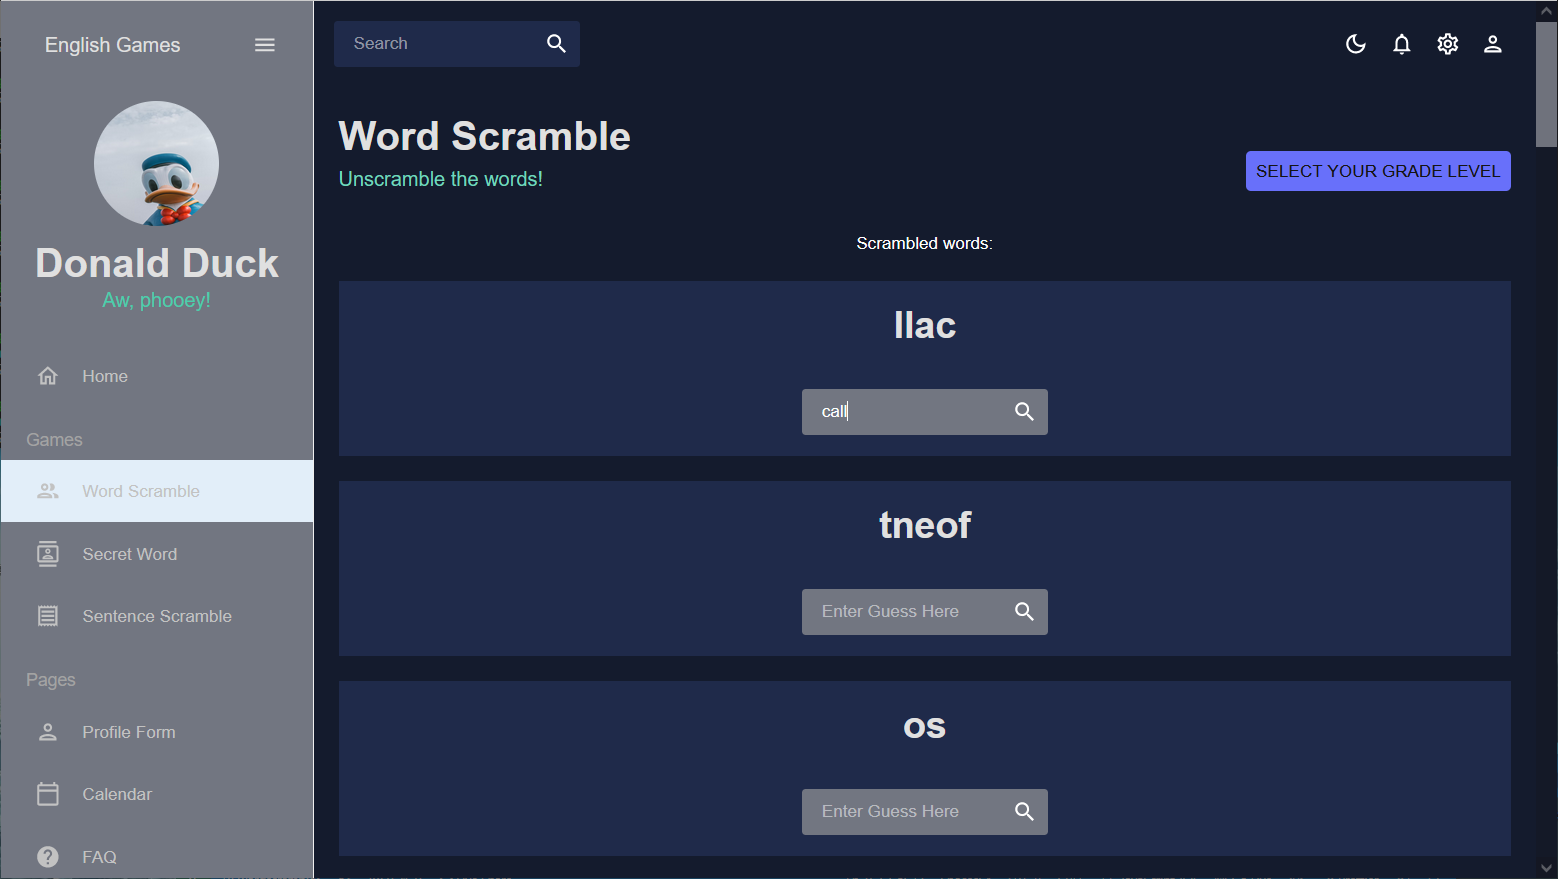 English Games
Donald Duck
Aw, phooey!
Home
Games
Word Scramble
Secret Word
Sentence Scramble
Pages
Profile Form
Calendar
FAQ
Search
Word Scramble
Unscramble the words!
SELECT YOUR GRADE LEVEL
Scrambled words:
llac
call
tneof
Enter Guess Here
os
Enter Guess Here